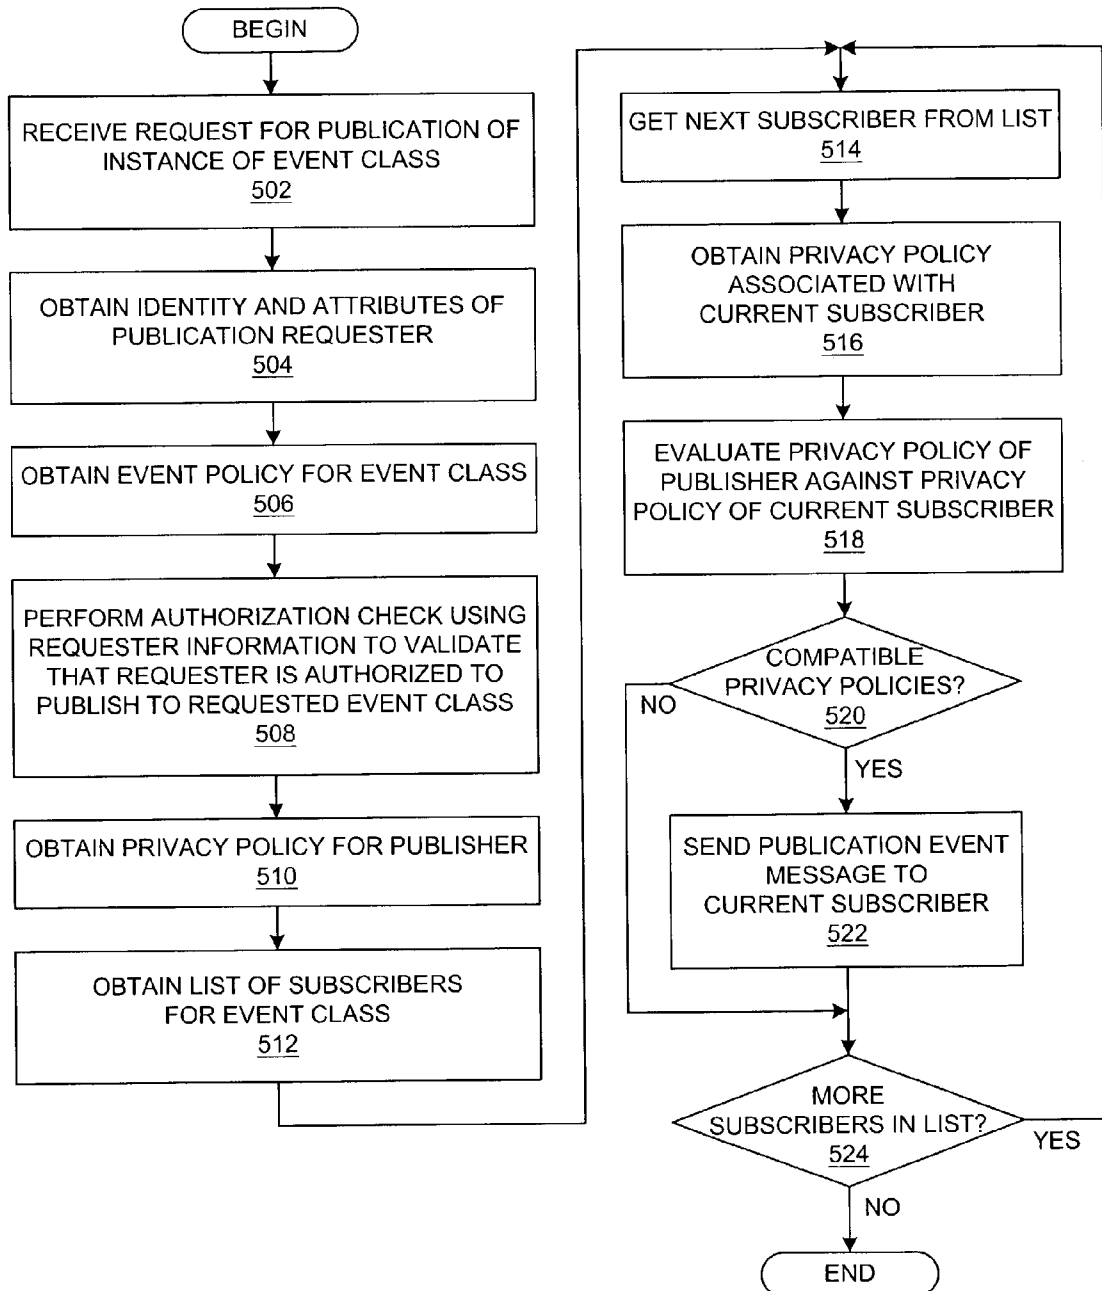 BEGIN
RECEIVE REQUEST FOR PUBLICATION OF
INSTANCE OF EVENT CLASS
502
OBTAIN IDENTITY AND ATTRIBUTES OF
PUBLICATION REQUESTER
504
OBTAIN EVENT POLICY FOR EVENT CLASS
506
PERFORM AUTHORIZATION CHECK USING
REQUESTER INFORMATION TO VALIDATE
THAT REQUESTER IS AUTHORIZED TO
PUBLISH TO REQUESTED EVENT CLASS
508
OBTAIN PRIVACY POLICY FOR PUBLISHER
510
OBTAIN LIST OF SUBSCRIBERS
FOR EVENT CLASS
512
GET NEXT SUBSCRIBER FROM LIST
514
OBTAIN PRIVACY POLICY
ASSOCIATED WITH
CURRENT SUBSCRIBER
516
EVALUATE PRIVACY POLICY OF
PUBLISHER AGAINST PRIVACY
POLICY OF CURRENT SUBSCRIBER
518
COMPATIBLE
PRIVACY POLICIES?
520
NO
YES
SEND PUBLICATION EVENT
MESSAGE TO
CURRENT SUBSCRIBER
522
MORE
SUBSCRIBERS IN LIST?
524
YES
NO
END